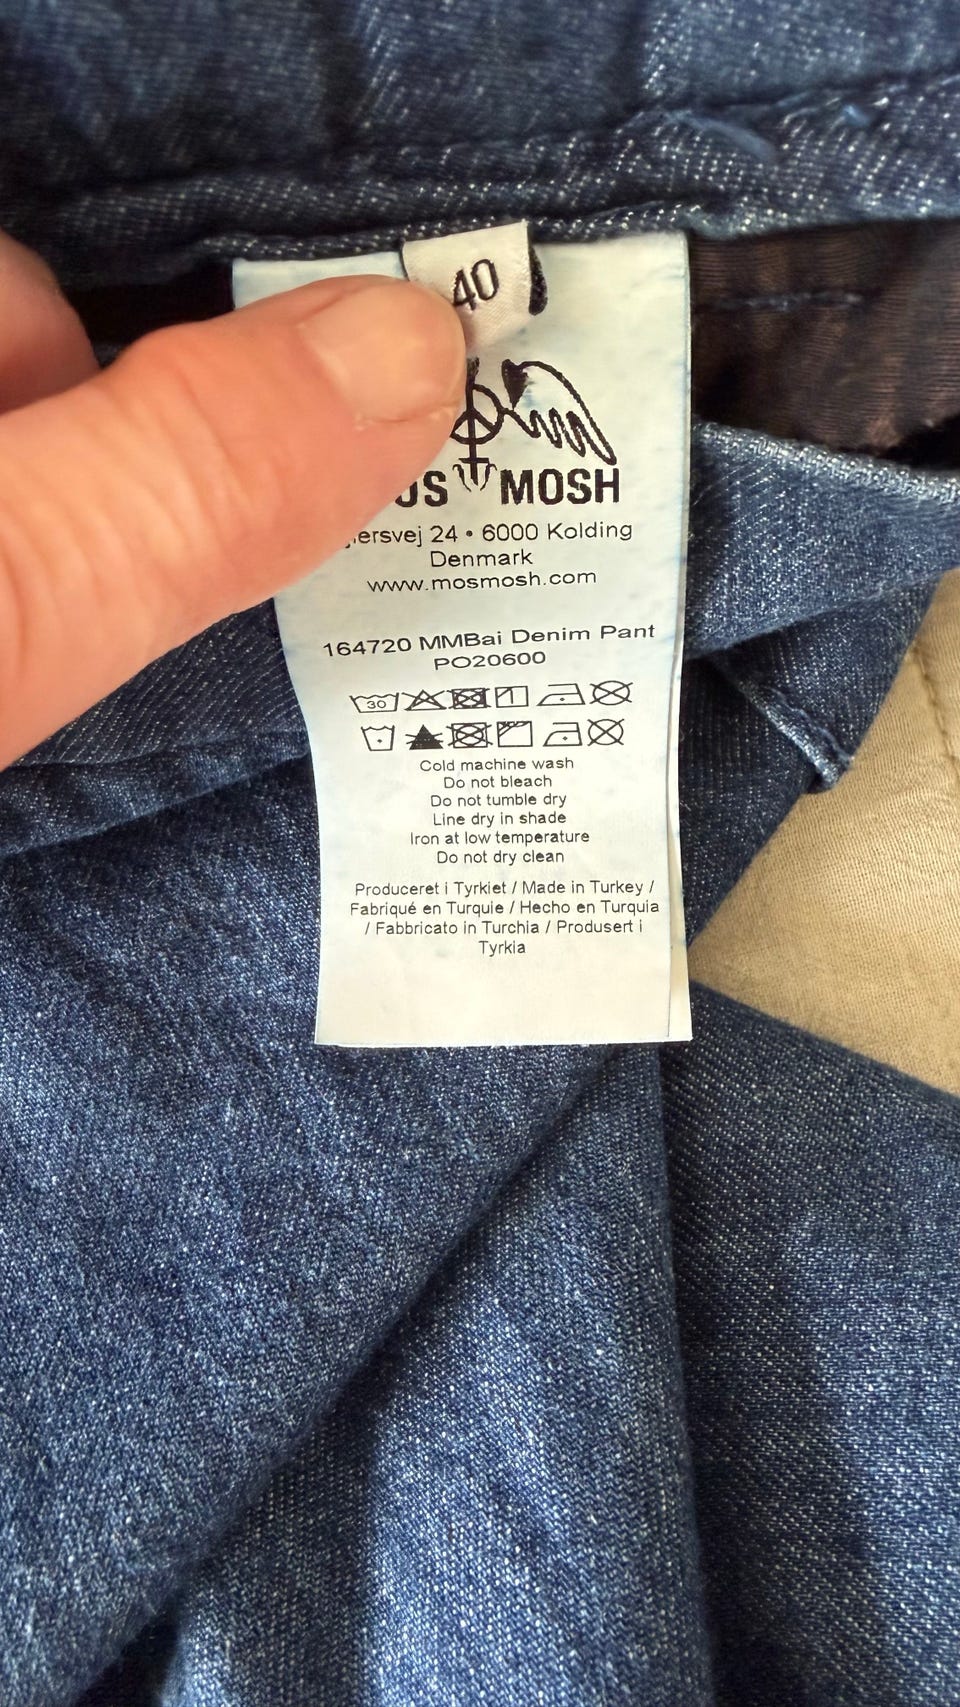 40
MOSH
24 • 6000 Kolding
Denmark
www.mosmosh.com
164720 MMBai Denim Pant
PO20600
30
Cold machine wash
Do not bleach
Do not tumble dry
Line dry in shade
Iron at low temperature
Do not dry clean
Produceret i Tyrkiet / Made in Turkey /
Fabriqué en Turquie / Hecho en Turquia
/ Fabbricato in Turchia / Produsert i
Tyrkia